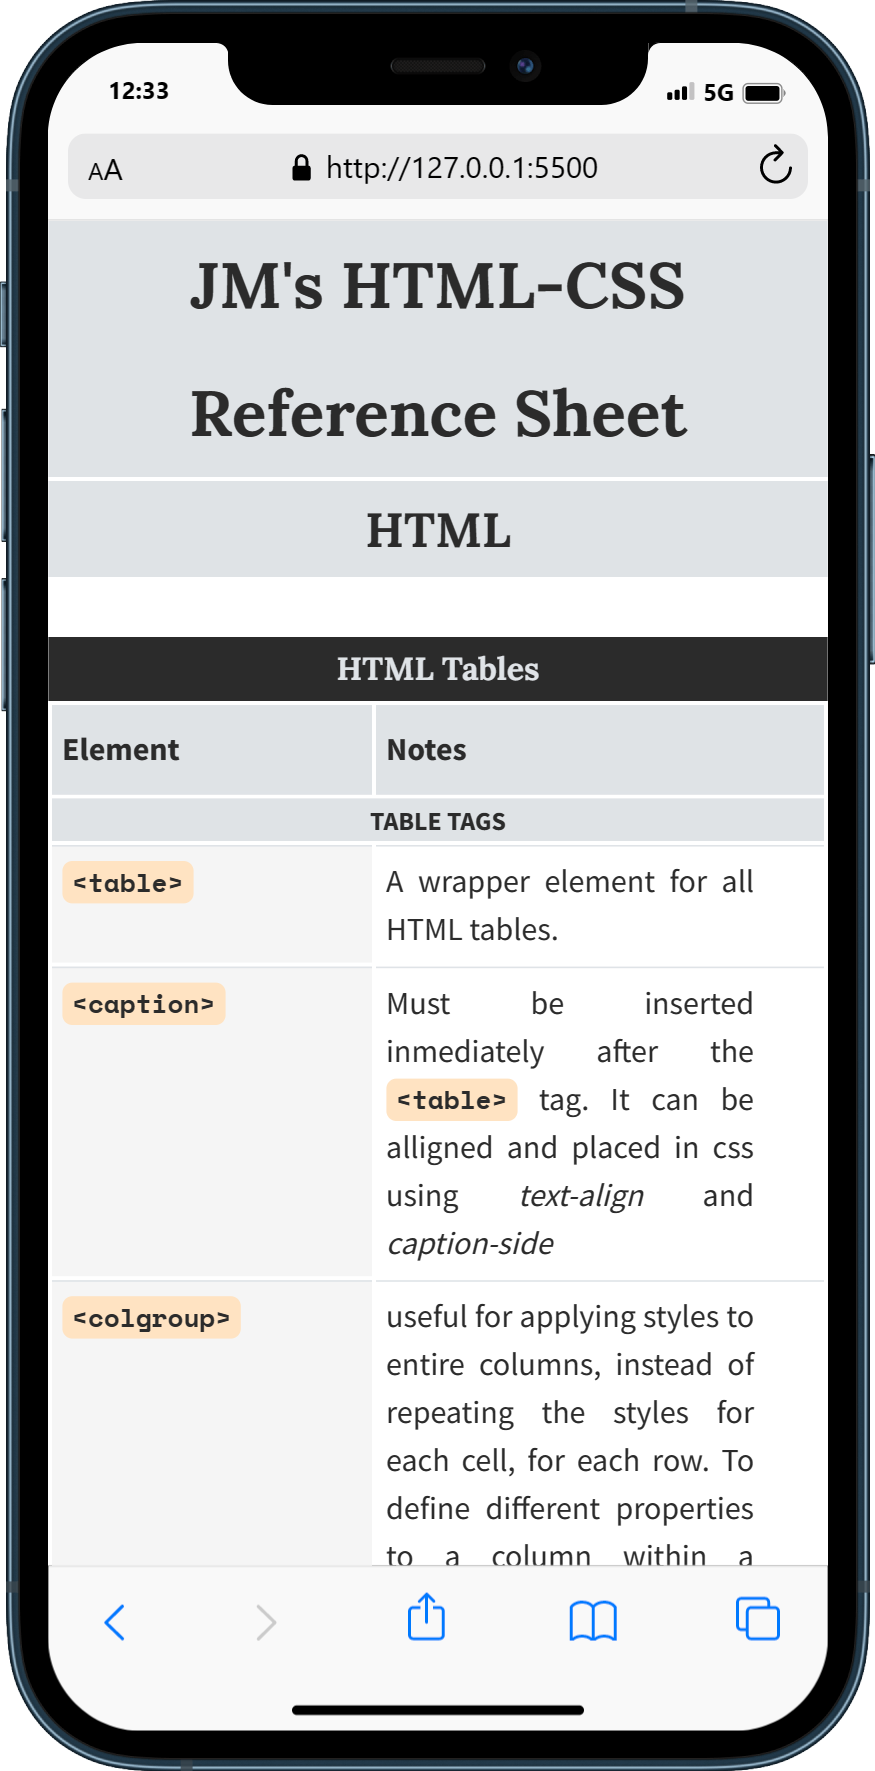 12:33
5G
AA
http://127.0.0.1:5500
JM's HTML-CSS
Reference Sheet
HTML
HTML Tables
Element
Notes
TABLE TAGS
<table>
A wrapper element for all
HTML tables.
<caption>
Must be inserted
inmediately after the
<table> tag. It can be
alligned and placed in css
using text-align and
caption-side
<colgroup>
useful for applying styles to
entire columns, instead of
repeating the styles for
each cell, for each row. To
define different properties
to a column within a